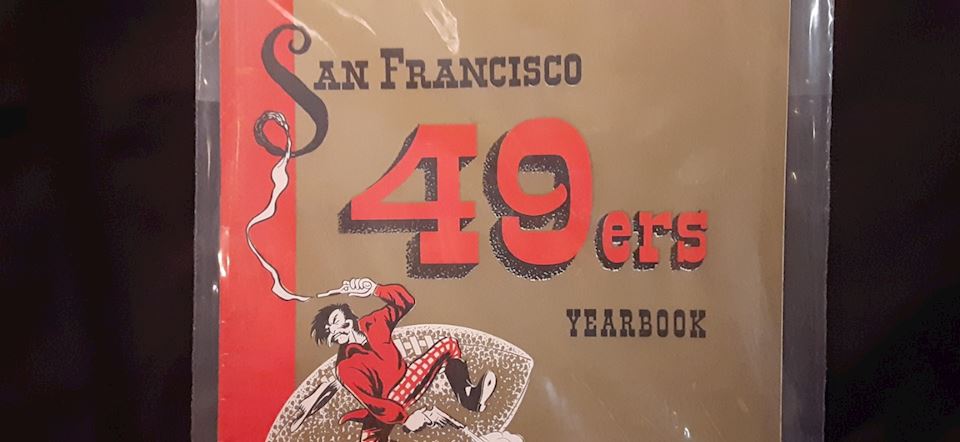 San Francisco
49ers
YEARBOOK